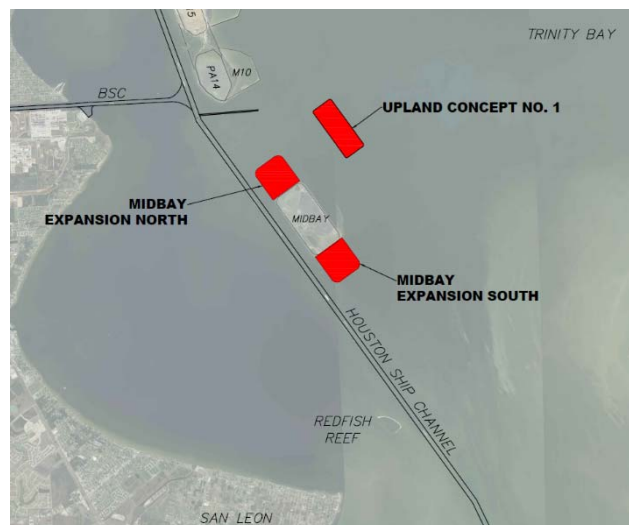 15
TRINITY BAY
PA14
M10
BSC
UPLAND CONCEPT NO. 1
MIDBAY
EXPANSION NORTH
MIDBAY
MIDBAY
EXPANSION SOUTH
HOUSTON SHIP CHANNEL
REDFISH
REEF
SAN LEON